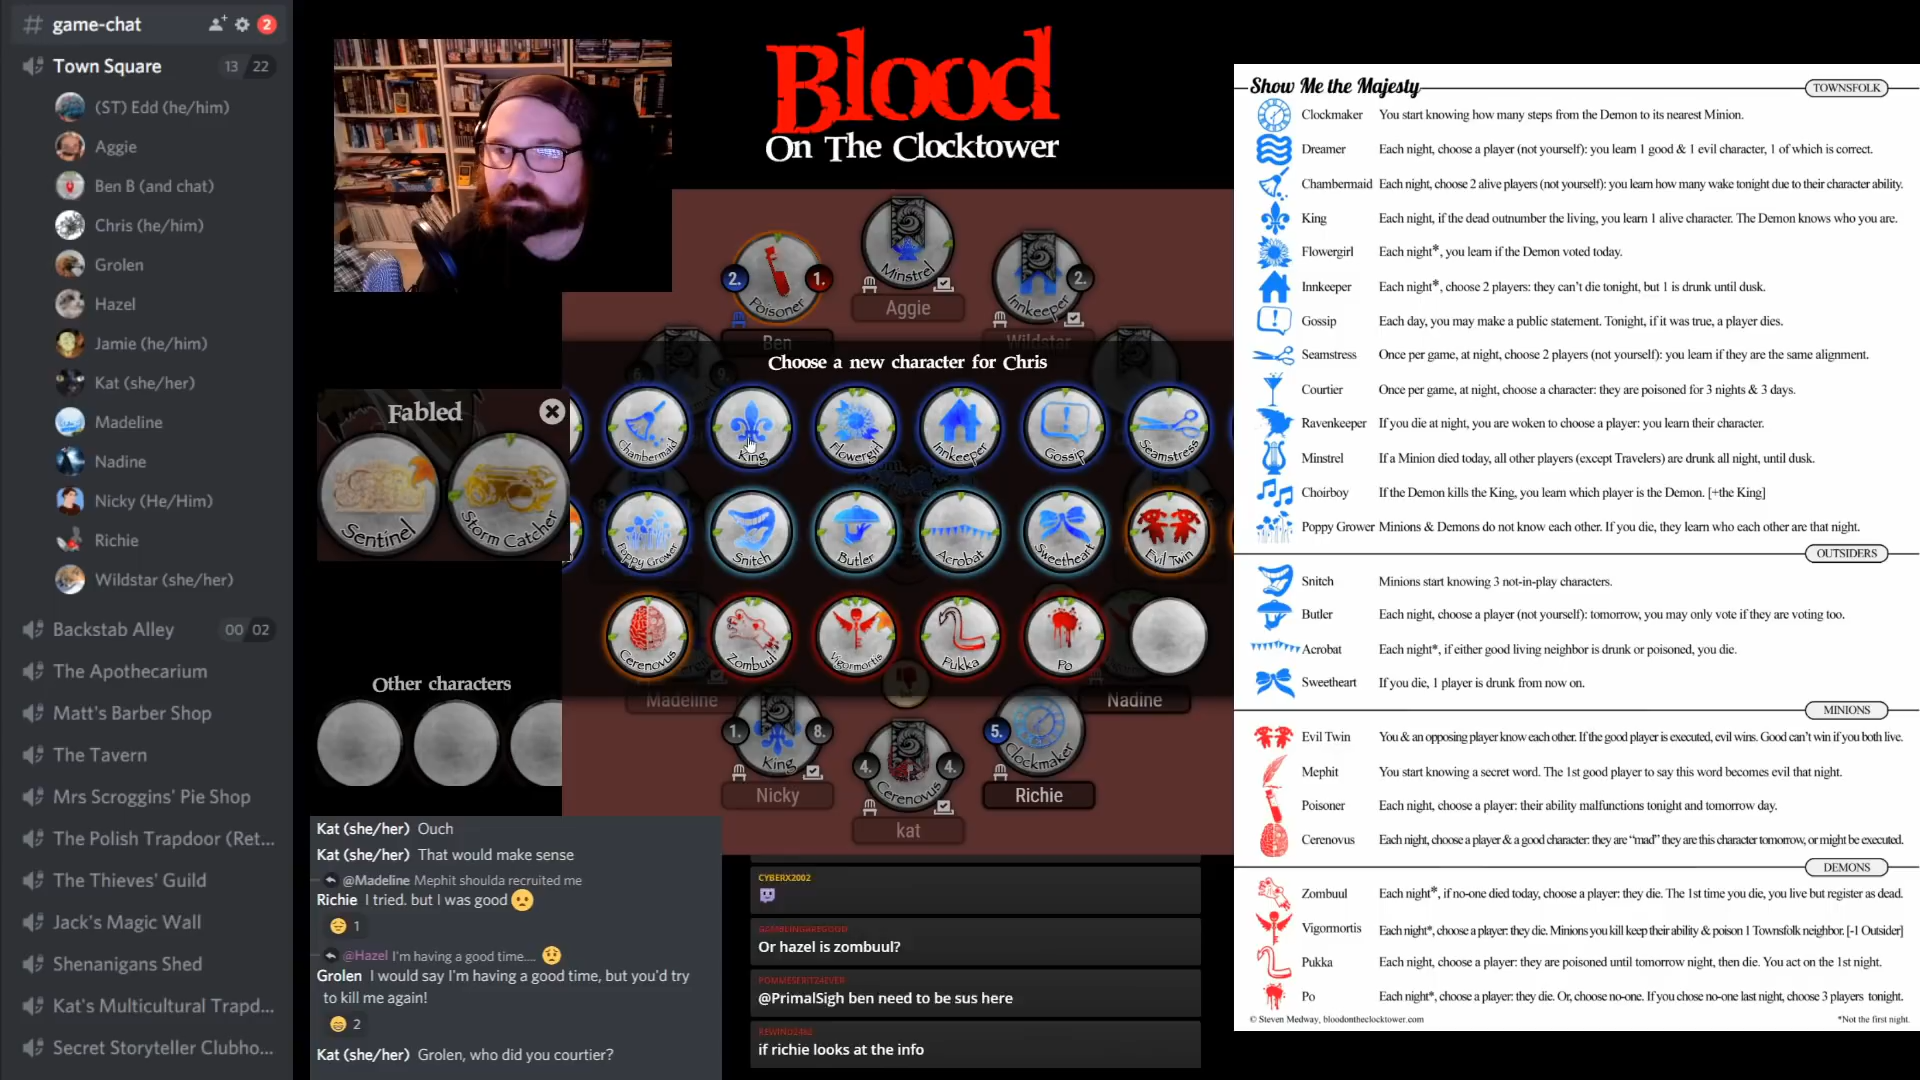 game-chat
2
Town Square
13 22
(ST) Edd (he/him)
Aggie
Ben B (and chat)
Chris (he/him)
Grolen
Hazel
Jamie (he/him)
Kat (she/her)
Madeline
Nadine
Nicky (He/Him)
Richie
Wildstar (she/her)
Backstab Alley
00 02
The Apothecarium
Matt's Barber Shop
The Tavern
Mrs Scroggins' Pie Shop
The Polish Trapdoor (Ret...
The Thieves' Guild
Jack's Magic Wall
Shenanigans Shed
Kat's Multicultural Trapd...
Secret Storyteller Clubho...
Blood
On The Clocktower
Fabled
Sentinel
Storm Catcher
Other characters
2.
Poisoner
1.
Ben
Minstrel
Aggie
Innkeeper
2.
Wildstar
Choose a new character for Chris
Chambermaid
King
Flowergirl
Innkeeper
Gossip
Seamstress
Poppy Grower
Snitch
Butler
Acrobat
Sweetheart
Evil Twin
Cerenovus
Zombuul
Vigormortis
Pukka
Po
Madeline
Nadine
1.
King
8.
Nicky
4.
Cerenovus
4.
kat
5.
Clockmaker
Richie
Kat (she/her) Ouch
Kat (she/her) That would make sense
@Madeline Mephit shoulda recruited me
Richie I tried. but I was good
1
@Hazel I'm having a good time....
Grolen I would say I'm having a good time, but you'd try
to kill me again!
2
Kat (she/her) Grolen, who did you courtier?
CYBERX2002
Or hazel is zombuul?
@PrimalSigh ben need to be sus here
if richie looks at the info
Show Me the Majesty
TOWNSFOLK
Clockmaker You start knowing how many steps from the Demon to its nearest Minion.
Dreamer Each night, choose a player (not yourself): you learn 1 good & 1 evil character, 1 of which is correct.
Chambermaid Each night, choose 2 alive players (not yourself): you learn how many wake tonight due to their character ability.
King Each night, if the dead outnumber the living, you learn 1 alive character. The Demon knows who you are.
Flowergirl Each night*, you learn if the Demon voted today.
Innkeeper Each night*, choose 2 players: they can't die tonight, but 1 is drunk until dusk.
Gossip Each day, you may make a public statement. Tonight, if it was true, a player dies.
Seamstress Once per game, at night, choose 2 players (not yourself): you learn if they are the same alignment.
Courtier Once per game, at night, choose a character: they are poisoned for 3 nights & 3 days.
Ravenkeeper If you die at night, you are woken to choose a player: you learn their character.
Minstrel If a Minion died today, all other players (except Travelers) are drunk all night, until dusk.
Choirboy If the Demon kills the King, you learn which player is the Demon. [+the King]
Poppy Grower Minions & Demons do not know each other. If you die, they learn who each other are that night.
OUTSIDERS
Snitch Minions start knowing 3 not-in-play characters.
Butler Each night, choose a player (not yourself): tomorrow, you may only vote if they are voting too.
Acrobat Each night*, if either good living neighbor is drunk or poisoned, you die.
Sweetheart If you die, 1 player is drunk from now on.
MINIONS
Evil Twin You & an opposing player know each other. If the good player is executed, evil wins. Good can't win if you both live.
Mephit You start knowing a secret word. The 1st good player to say this word becomes evil that night.
Poisoner Each night, choose a player: their ability malfunctions tonight and tomorrow day.
Cerenovus Each night, choose a player & a good character: they are "mad" they are this character tomorrow, or might be executed.
DEMONS
Zombuul Each night*, if no-one died today, choose a player: they die. The 1st time you die, you live but register as dead.
Vigormortis Each night*, choose a player: they die. Minions you kill keep their ability & poison 1 Townsfolk neighbor. [-1 Outsider]
Pukka Each night, choose a player: they are poisoned until tomorrow night, then die. You act on the 1st night.
Po Each night*, choose a player: they die. Or, choose no-one. If you chose no-one last night, choose 3 players tonight.
© Steven Medway, bloodontheclocktower.com
*Not the first night.